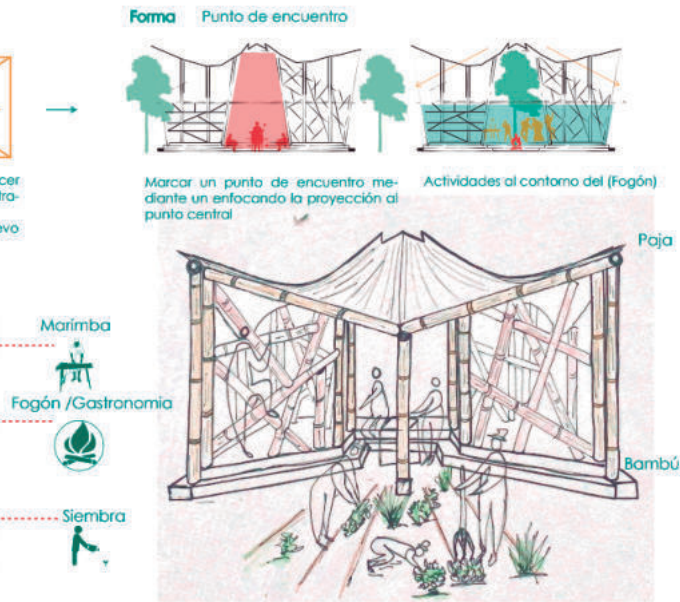 Forma Punto de encuentro
cer
tra-
evo
Marcar un punto de encuentro me-
diante un enfocando la proyección al
punto central
Actividades al contorno del (Fogón)
Paja
Marimba
Fogón /Gastronomia
Bambú
Siembra